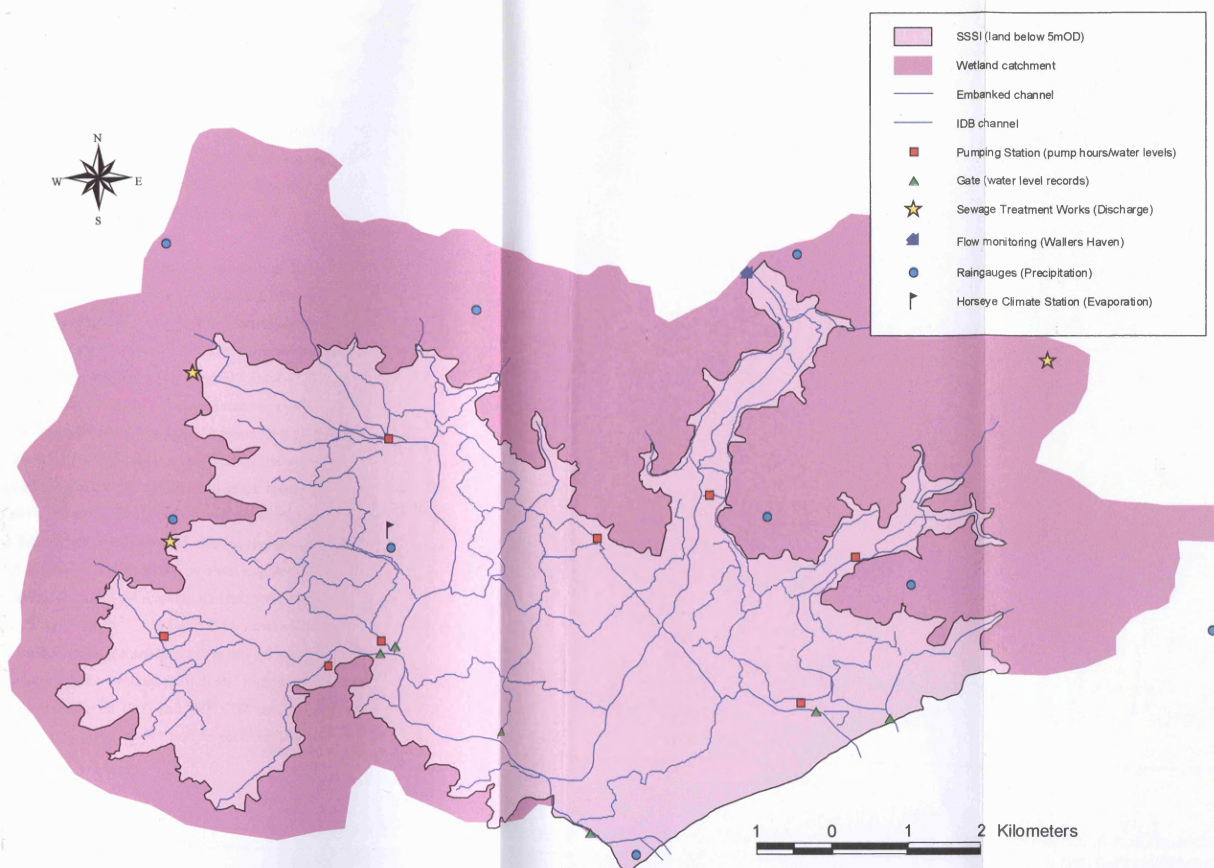 SSSI (land below 5mOD)
Wetland catchment
Embanked channel
IDB channel
Pumping Station (pump hours/water levels)
Gate (water level records)
Sewage Treatment Works (Discharge)
Flow monitoring (Wallers Haven)
Raingauges (Precipitation)
Horseye Climate Station (Evaporation)
N
W E
S
1 0 1 2 Kilometers